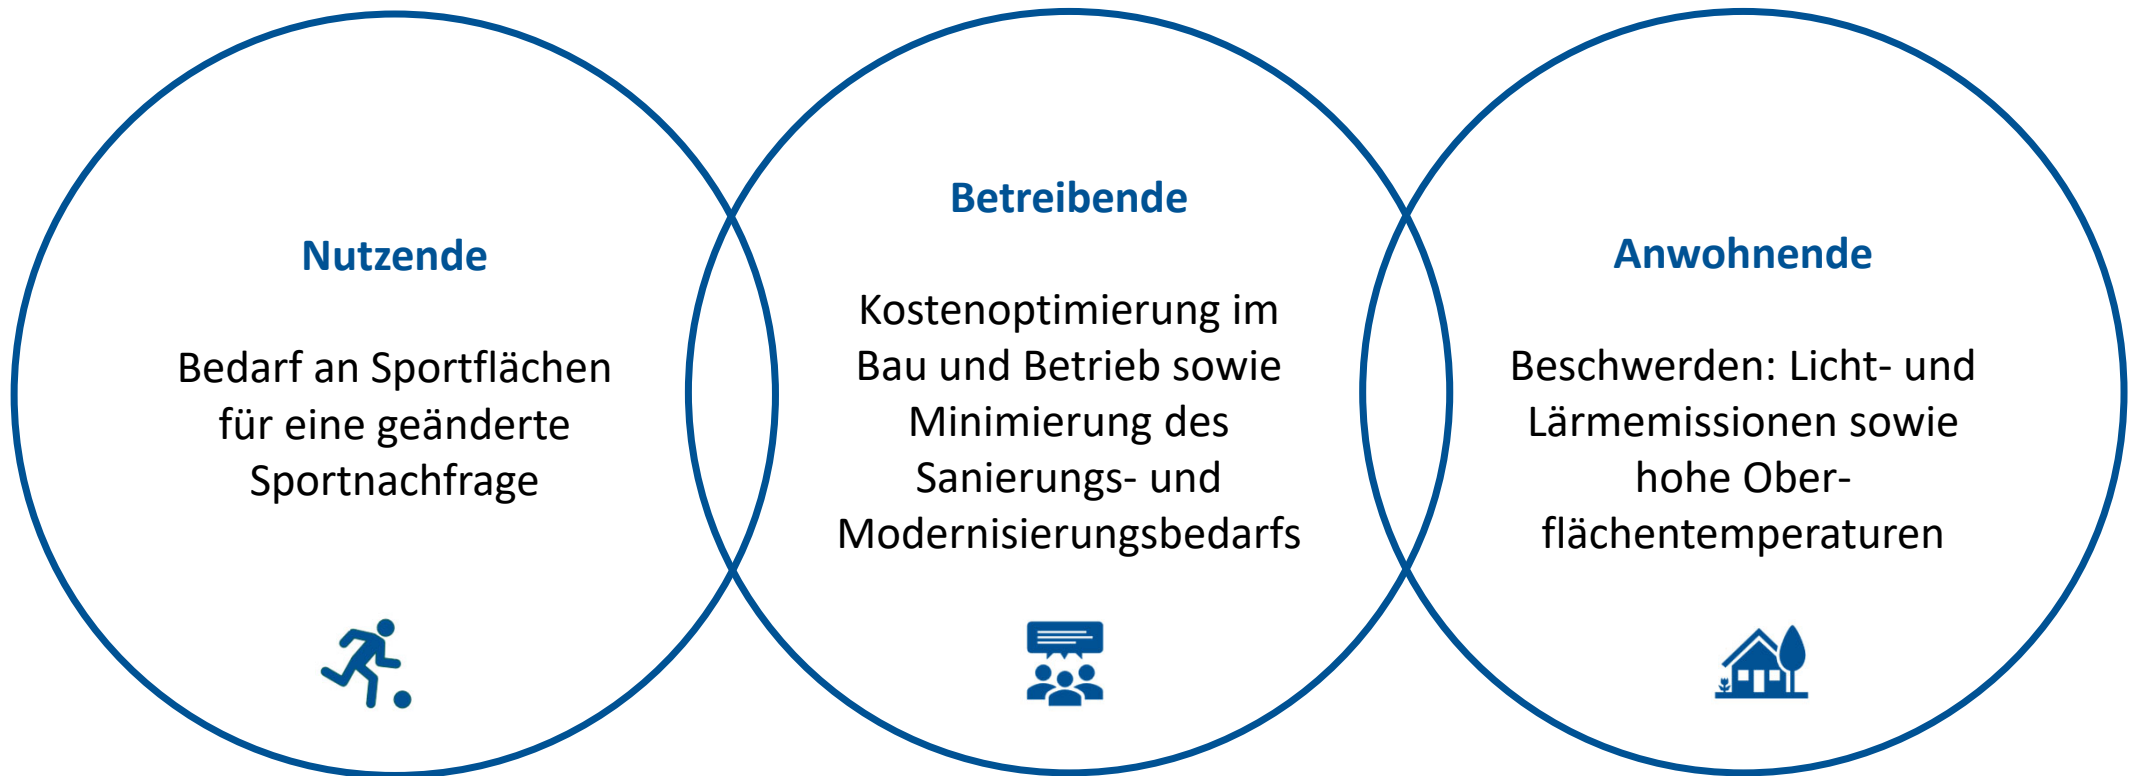 Nutzende
Bedarf an Sportflächen
für eine geänderte
Sportnachfrage
Betreibende
Kostenoptimierung im
Bau und Betrieb sowie
Minimierung des
Sanierungs- und
Modernisierungsbedarfs
Anwohnende
Beschwerden: Licht- und
Lärmemissionen sowie
hohe Ober-
flächentemperaturen